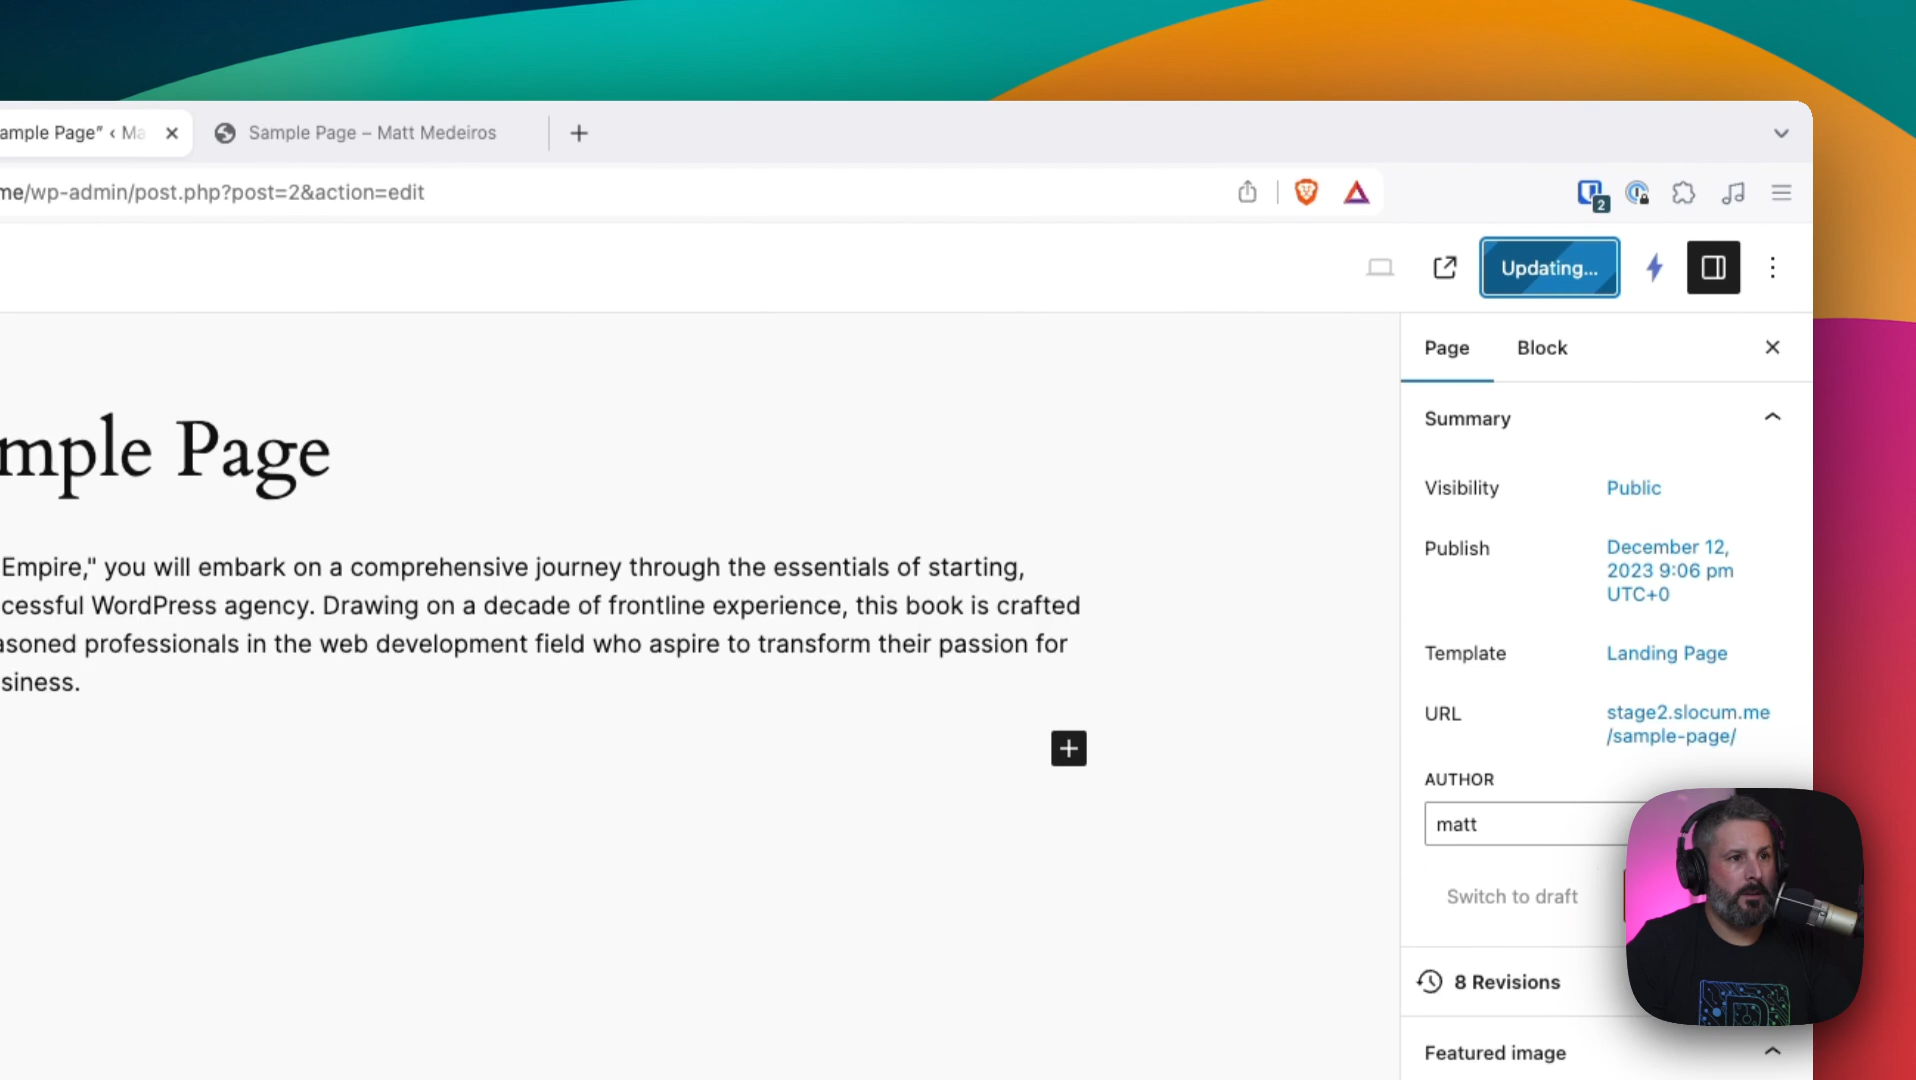 ample Page" ‹ Ma
Sample Page – Matt Medeiros
me/wp-admin/post.php?post=2&action=edit
2
Updating...
Page
Block
Summary
mple Page
Visibility
Public
Empire," you will embark on a comprehensive journey through the essentials of starting,
cessful WordPress agency. Drawing on a decade of frontline experience, this book is crafted
asoned professionals in the web development field who aspire to transform their passion for
siness.
Publish
December 12,
2023 9:06 pm
UTC+0
Template
Landing Page
URL
stage2.slocum.me
/sample-page/
AUTHOR
matt
Switch to draft
8 Revisions
Featured image